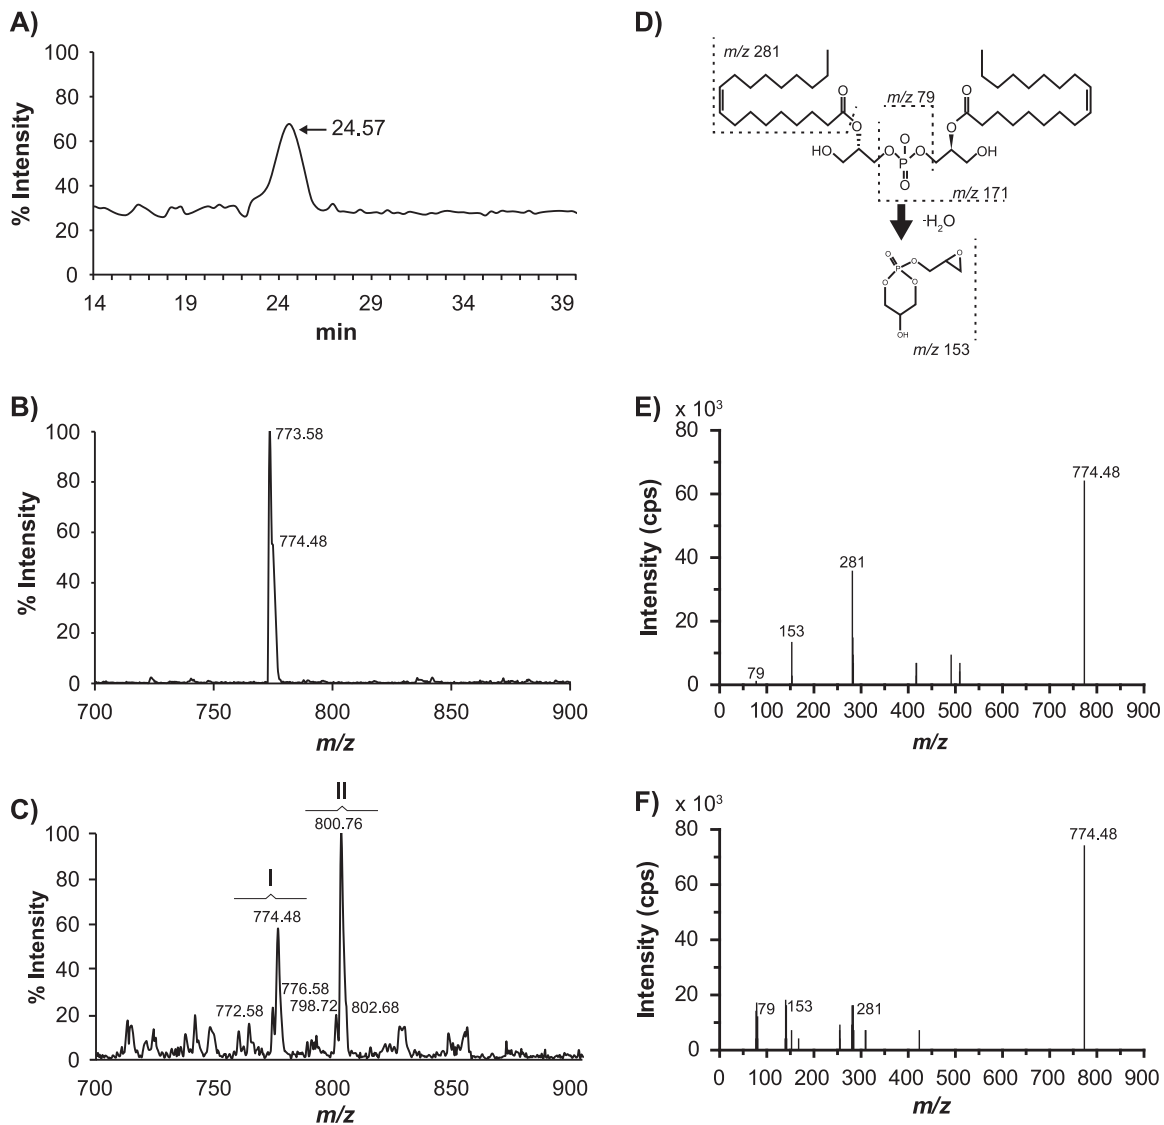 A)
100
80
60
40
20
0
% Intensity
24.57
14 19 24 29 34 39
min
B)
100
80
60
40
20
0
% Intensity
773.58
774.48
700 750 800 850 900
m/z
C)
100
80
60
40
20
0
% Intensity
II
800.76
I
774.48
776.58
772.58
798.72
802.68
700 750 800 850 900
m/z
D)
m/z 281
m/z 79
O
O
O
O
HO
O
O
O
OH
P
O
m/z 171
-H2O
O
O
O
P
O
O
OH
m/z 153
E) x 10³
80
60
40
20
0
Intensity (cps)
774.48
281
153
79
0 100 200 300 400 500 600 700 800 900
m/z
F) x 10³
80
60
40
20
0
Intensity (cps)
774.48
79
153
281
0 100 200 300 400 500 600 700 800 900
m/z